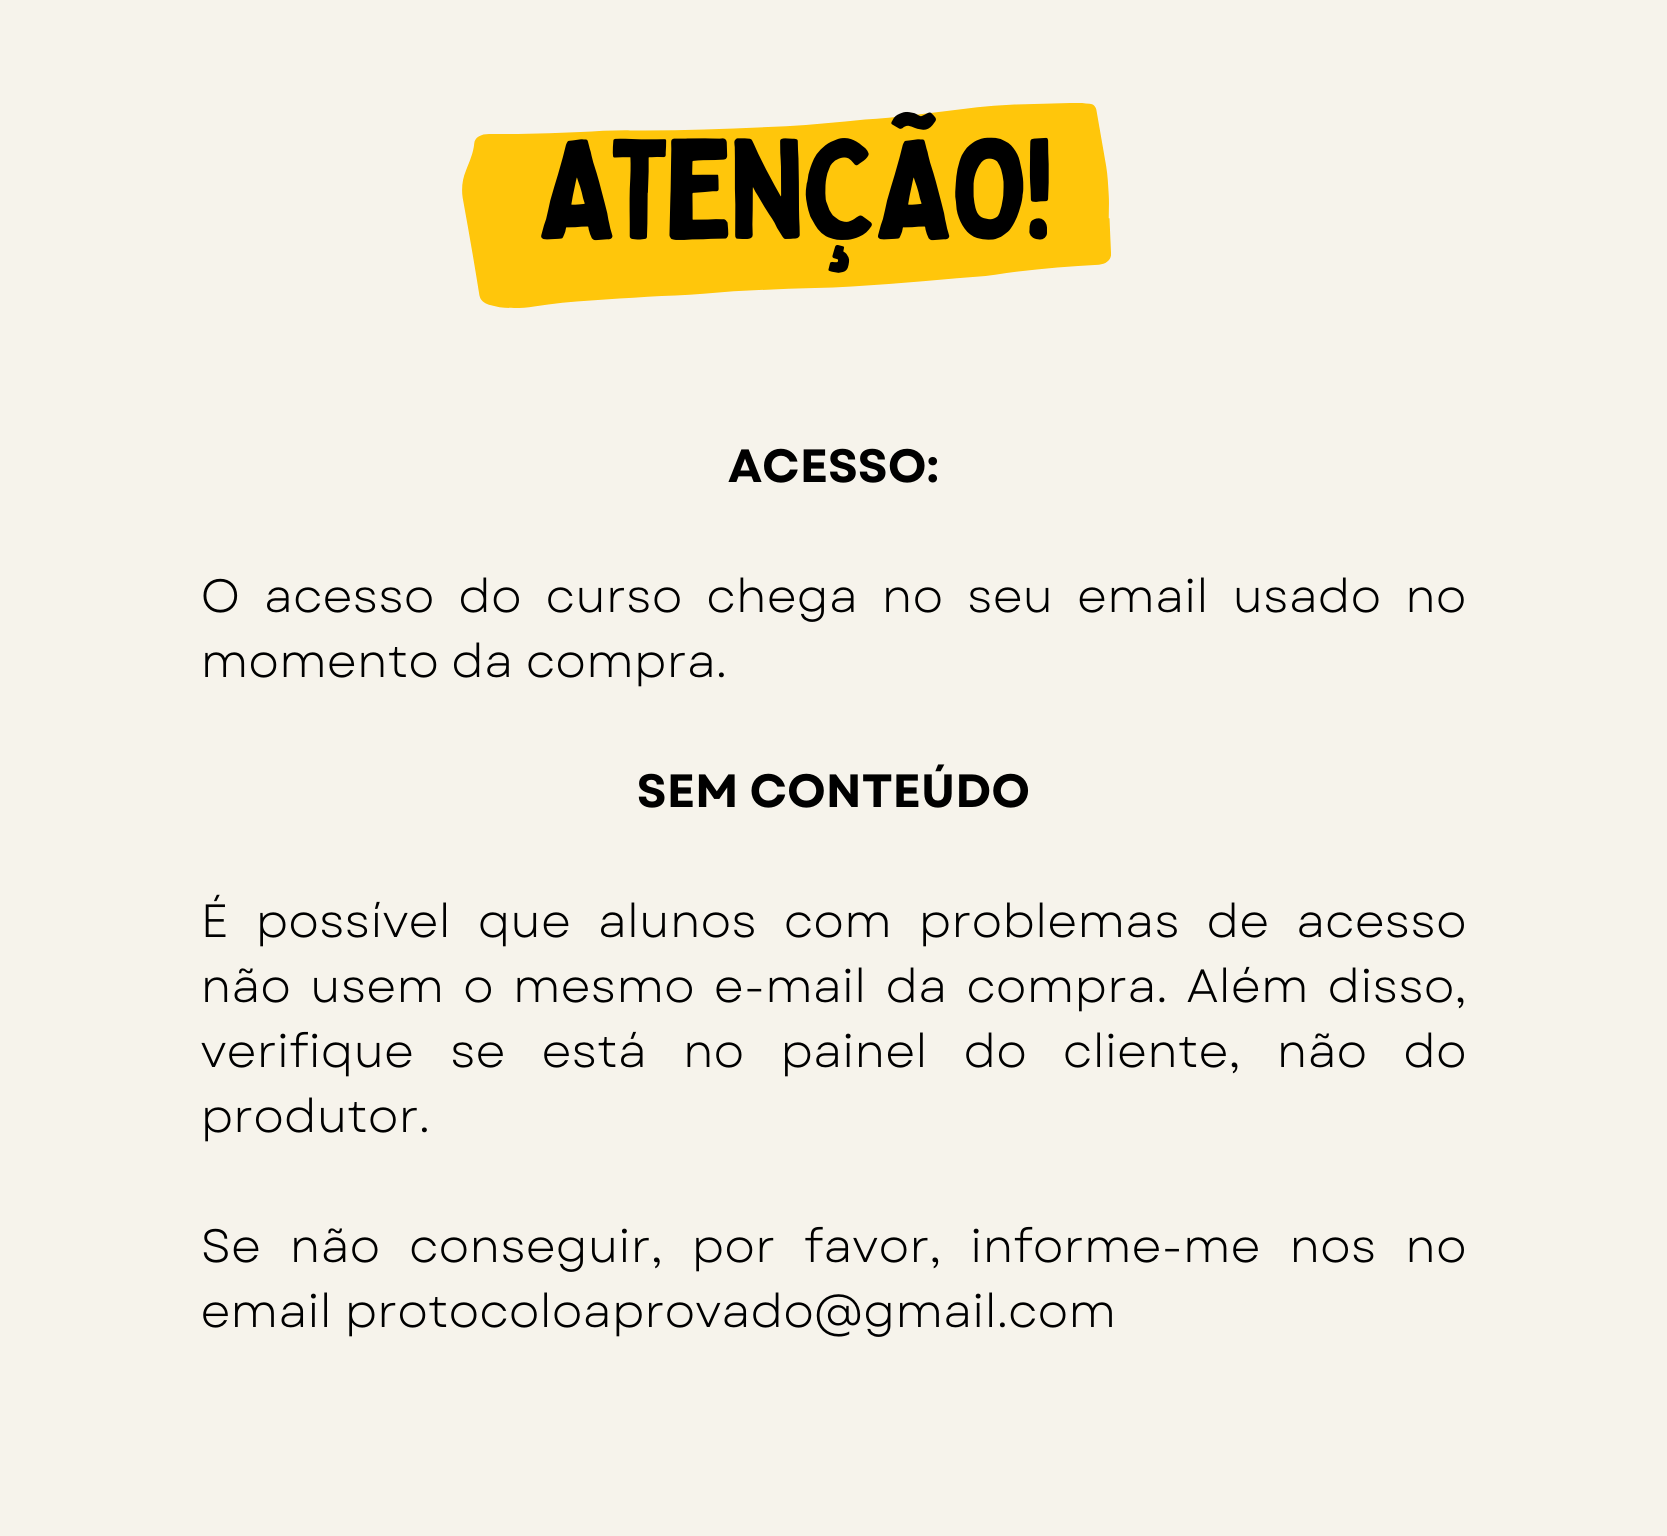 ATENÇÃO!
ACESSO:
O acesso do curso chega no seu email usado no
momento da compra.
SEM CONTEÚDO
É possível que alunos com problemas de acesso
não usem o mesmo e-mail da compra. Além disso,
verifique se está no painel do cliente, não do
produtor.
Se não conseguir, por favor, informe-me nos no
email protocoloaprovado@gmail.com